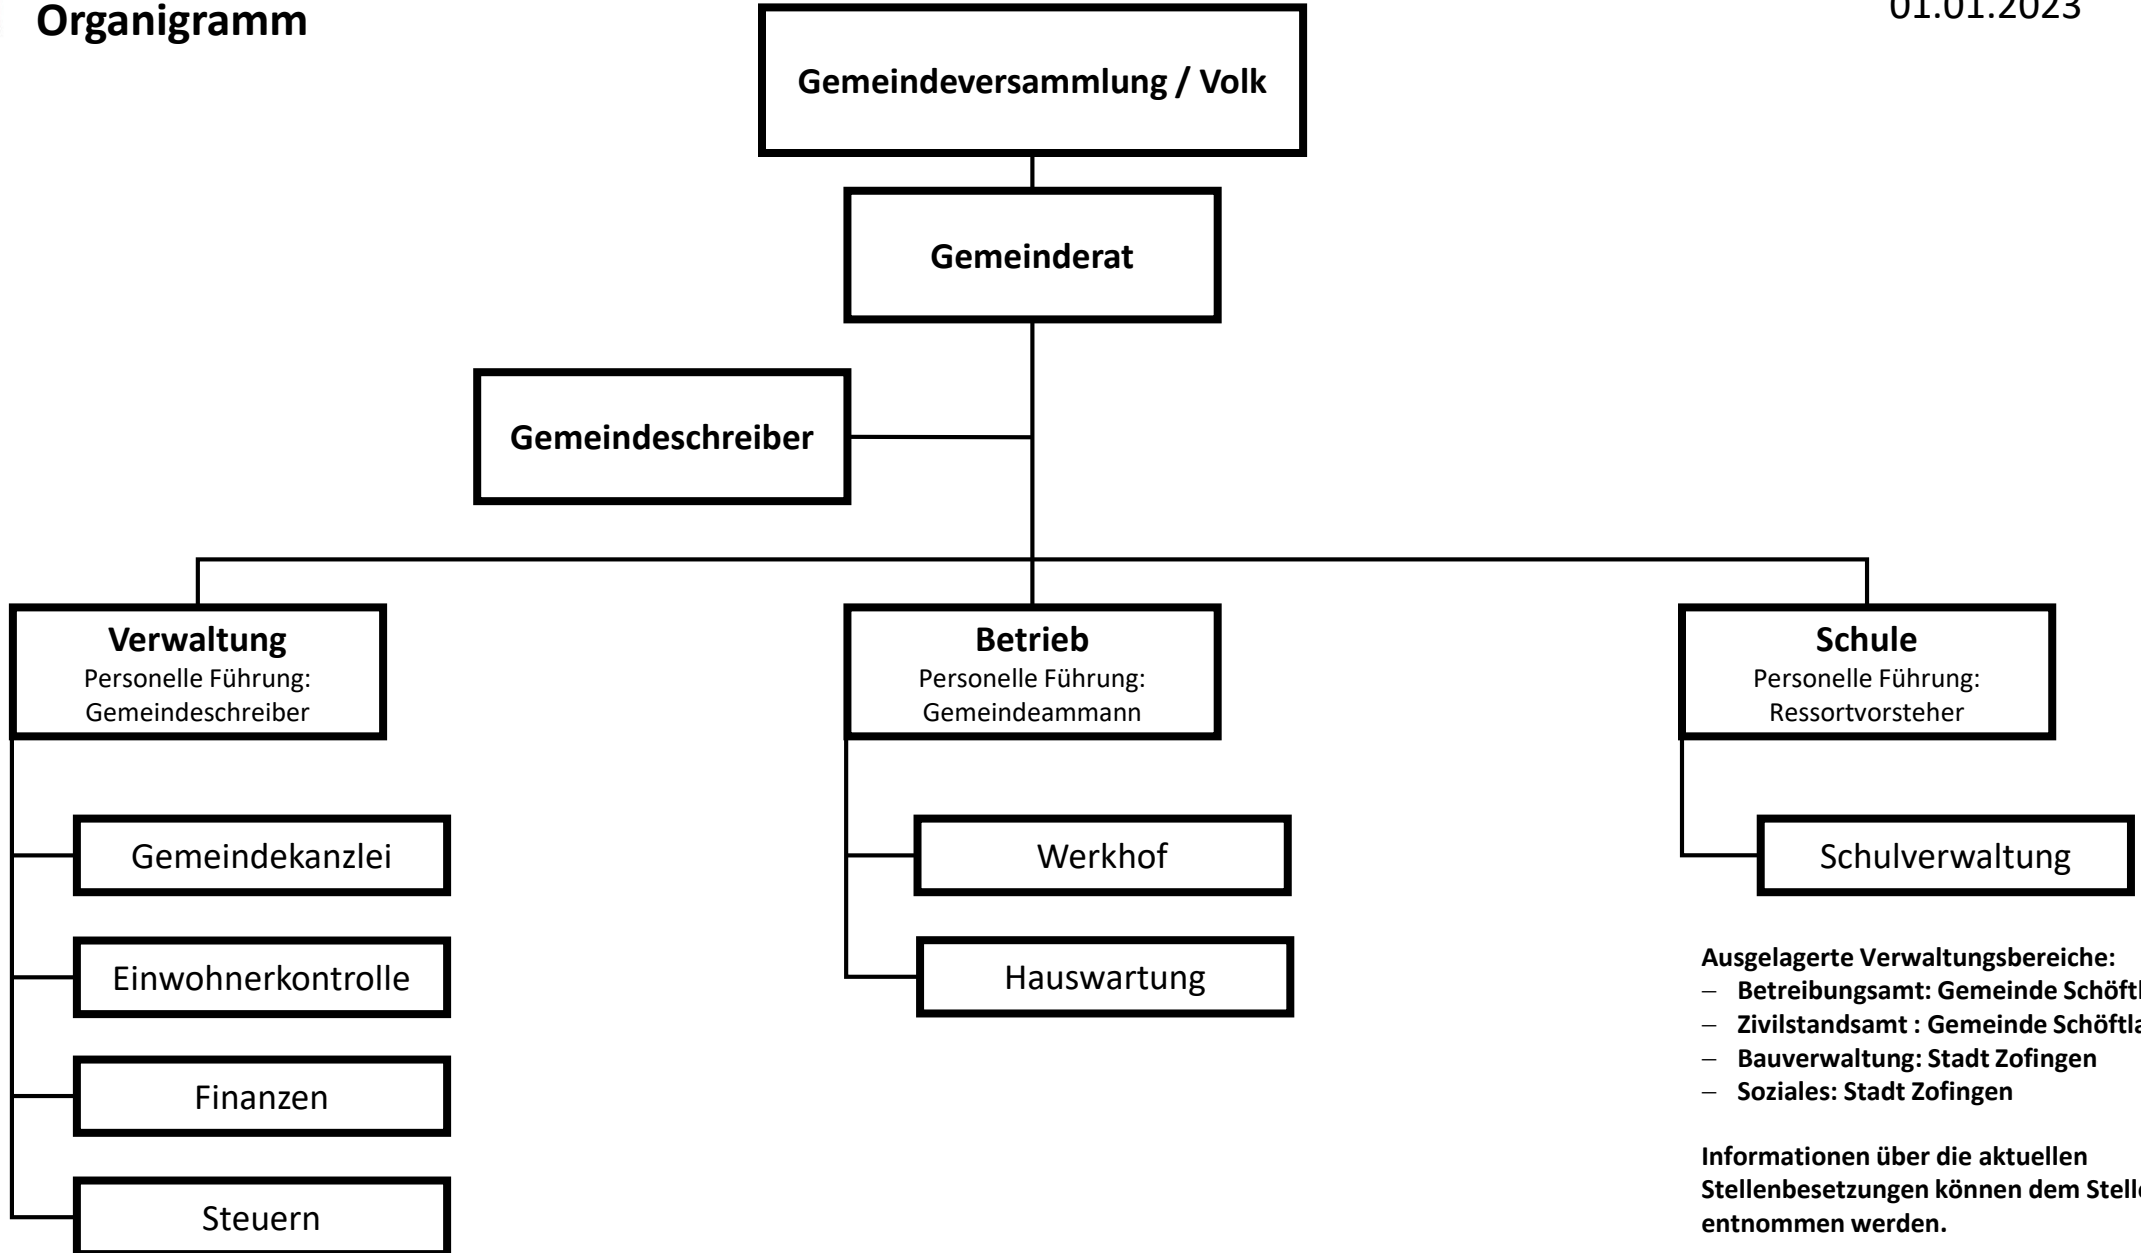 Organigramm
01.01.2023
Gemeindeversammlung / Volk
Gemeinderat
Gemeindeschreiber
Verwaltung
Personelle Führung:
Gemeindeschreiber
Betrieb
Personelle Führung:
Gemeindeammann
Schule
Personelle Führung:
Ressortvorsteher
Gemeindekanzlei
Einwohnerkontrolle
Finanzen
Steuern
Werkhof
Hauswartung
Schulverwaltung
Ausgelagerte Verwaltungsbereiche:
– Betreibungsamt: Gemeinde
– Zivilstandsamt : Gemeinde
– Bauverwaltung: Stadt Zofingen
– Soziales: Stadt Zofingen
Informationen über die aktuellen
Stellenbesetzungen können dem
entnommen werden.